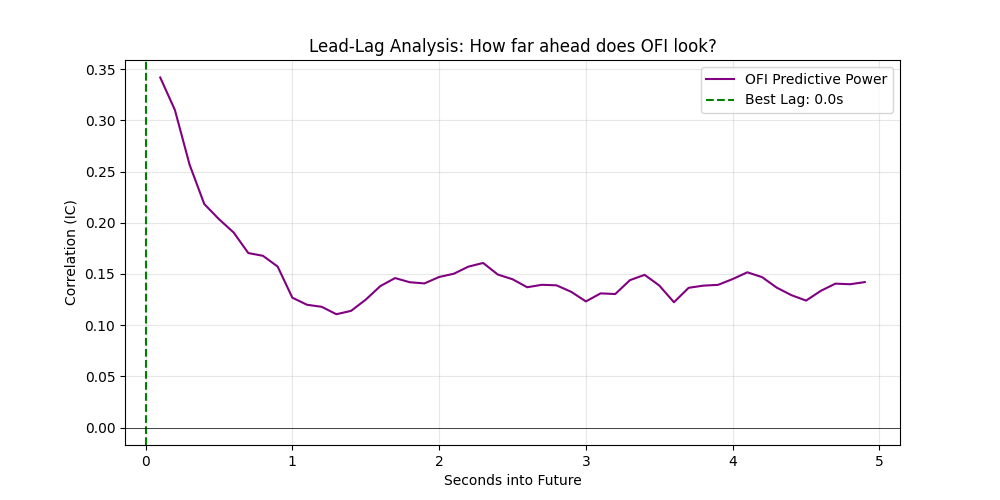 Lead-Lag Analysis: How far ahead does OFI look?
OFI Predictive Power
Best Lag: 0.0s
Correlation (IC)
0.35
0.30
0.25
0.20
0.15
0.10
0.05
0.00
0 1 2 3 4 5
Seconds into Future